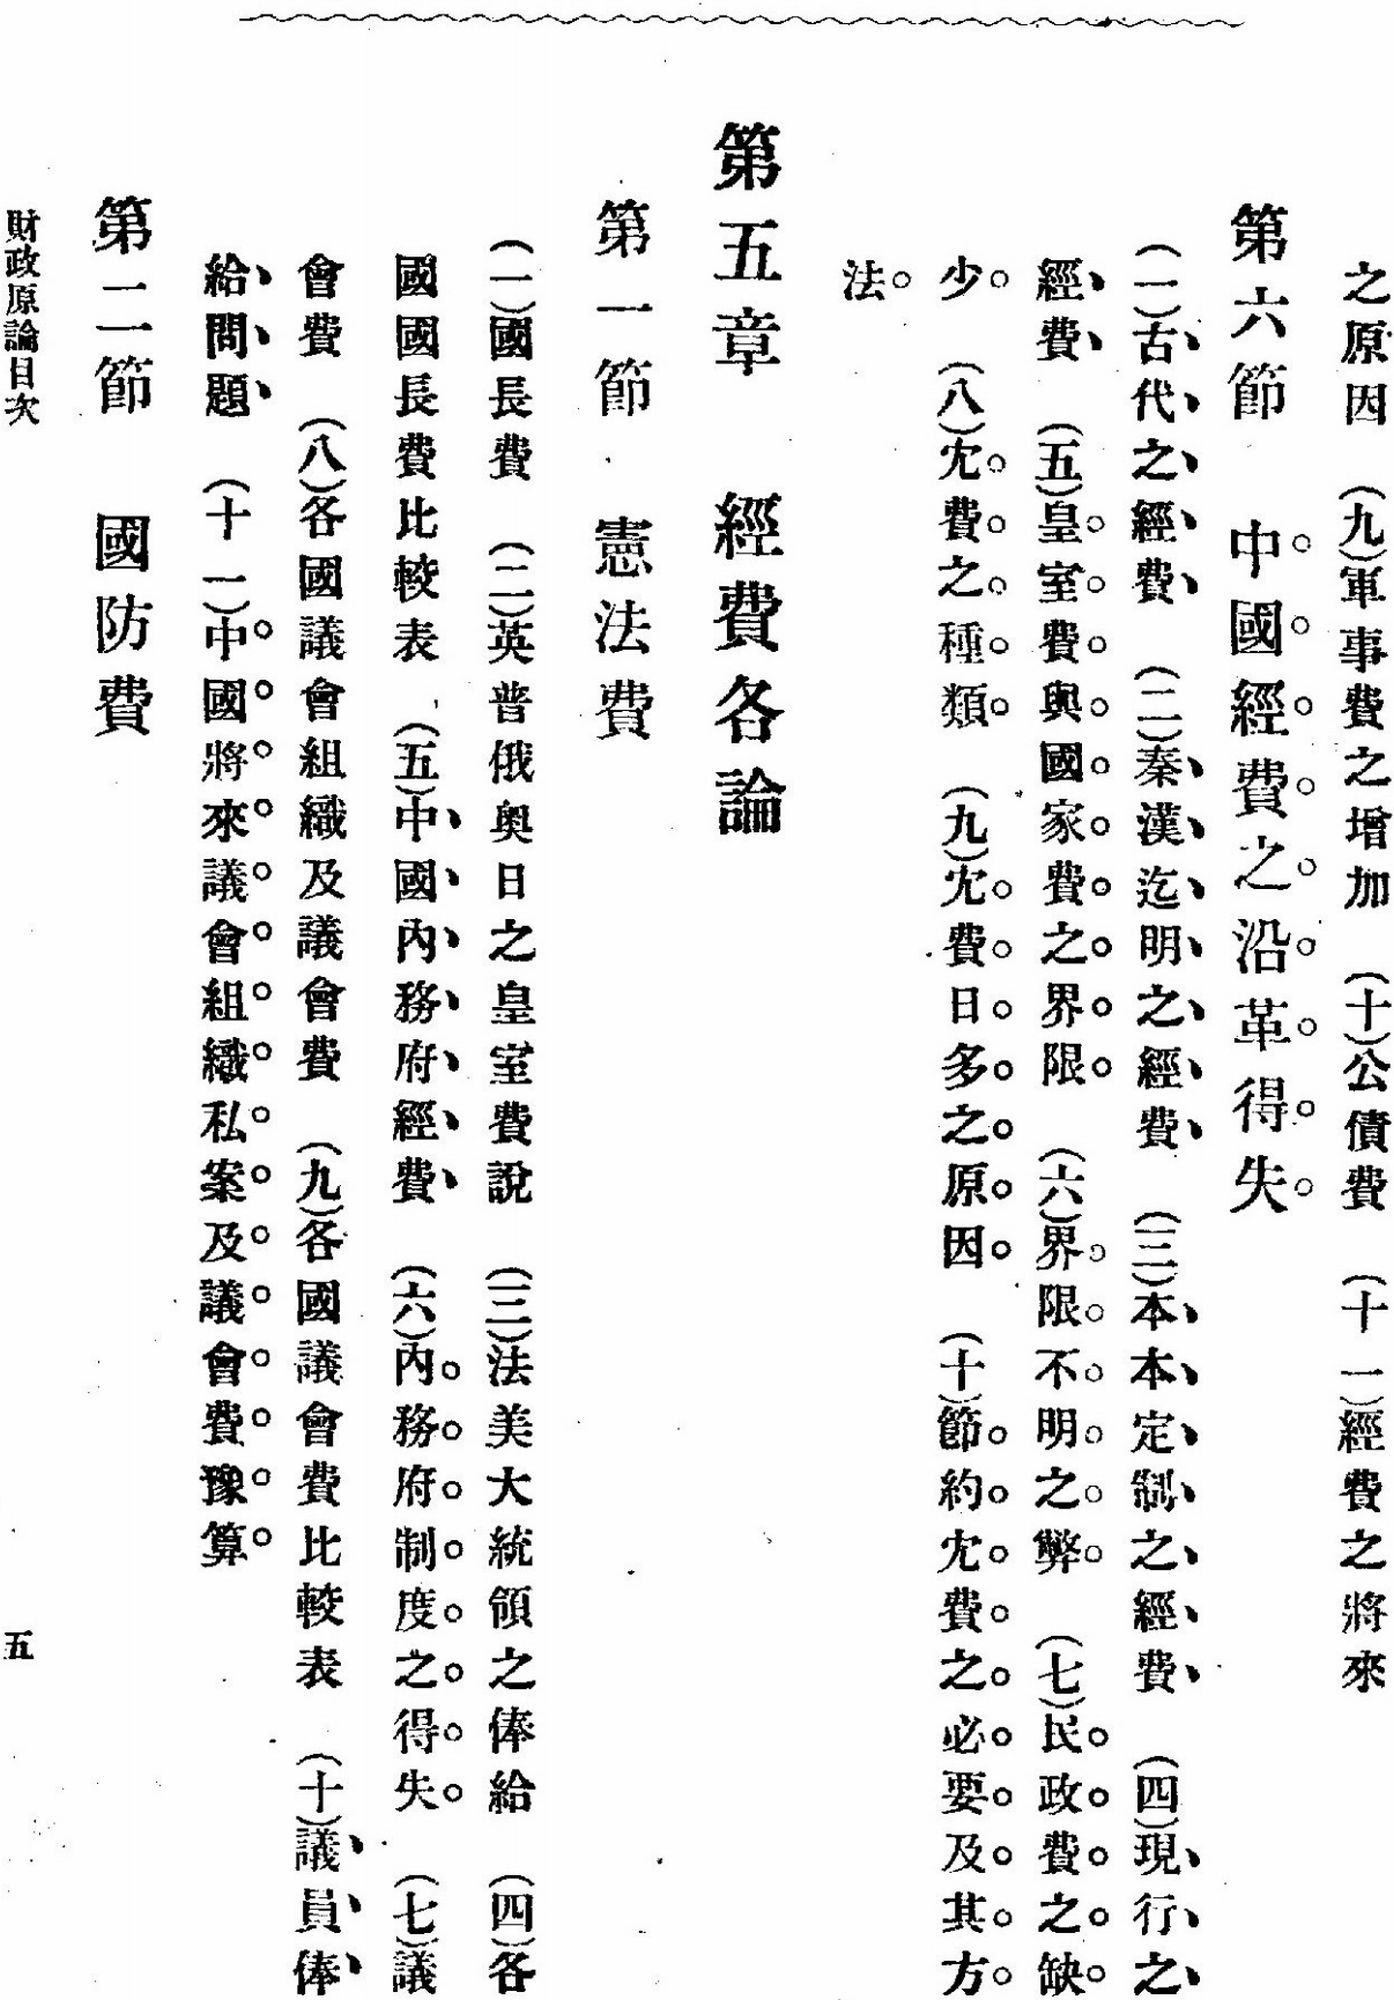 之原因　(九)軍事費之增加　(十)公債費　(十一)經費之將來
第六節　中國經費之沿革得失
(一)古代之經費　(二)秦漢迄明之經費　(三)本本定制之經費　(四)現行之
經費　(五)皇室費與國家費之界限　(六)界限不明之弊　(七)民政費之缺
少　(八)冗費之種類　(九)冗費日多之原因　(十)節約冗費之必要及其方
法
第五章　經費各論
第一節　憲法費
(一)國長費　(二)英普俄奧日之皇室費說　(三)法美大統領之俸給　(四)各
國國長費比較表　(五)中國內務府經費　(六)內務府制度之得失　(七)議
會費　(八)各國議會組織及議會費　(九)各國議會費比較表　(十)議員俸
給問題　(十一)中國將來議會組織私案及議會費豫算
第二節　國防費
財政原論目次
五